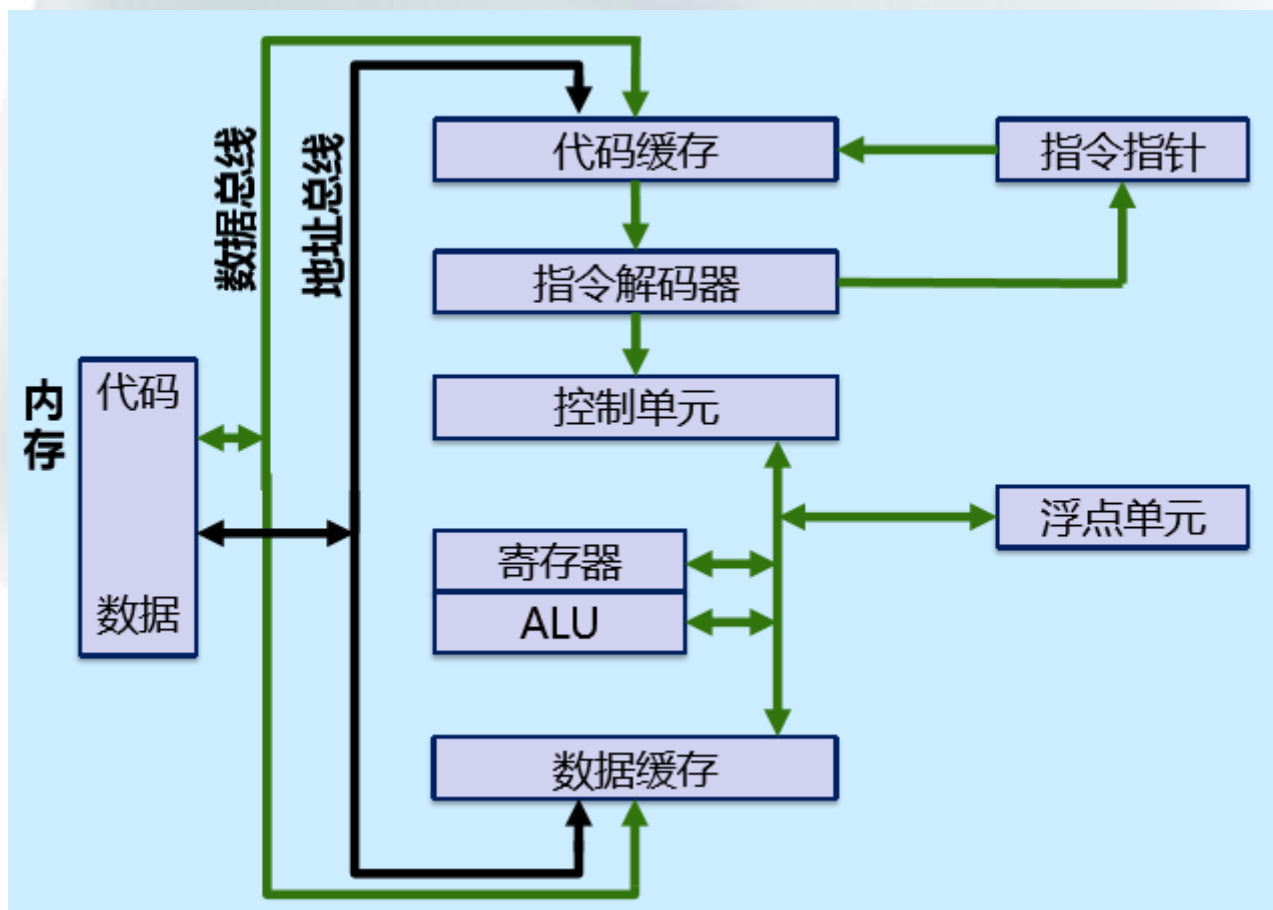 数据总线
地址总线
代码缓存
指令指针
指令解码器
内存
代码
控制单元
浮点单元
寄存器
数据
ALU
数据缓存